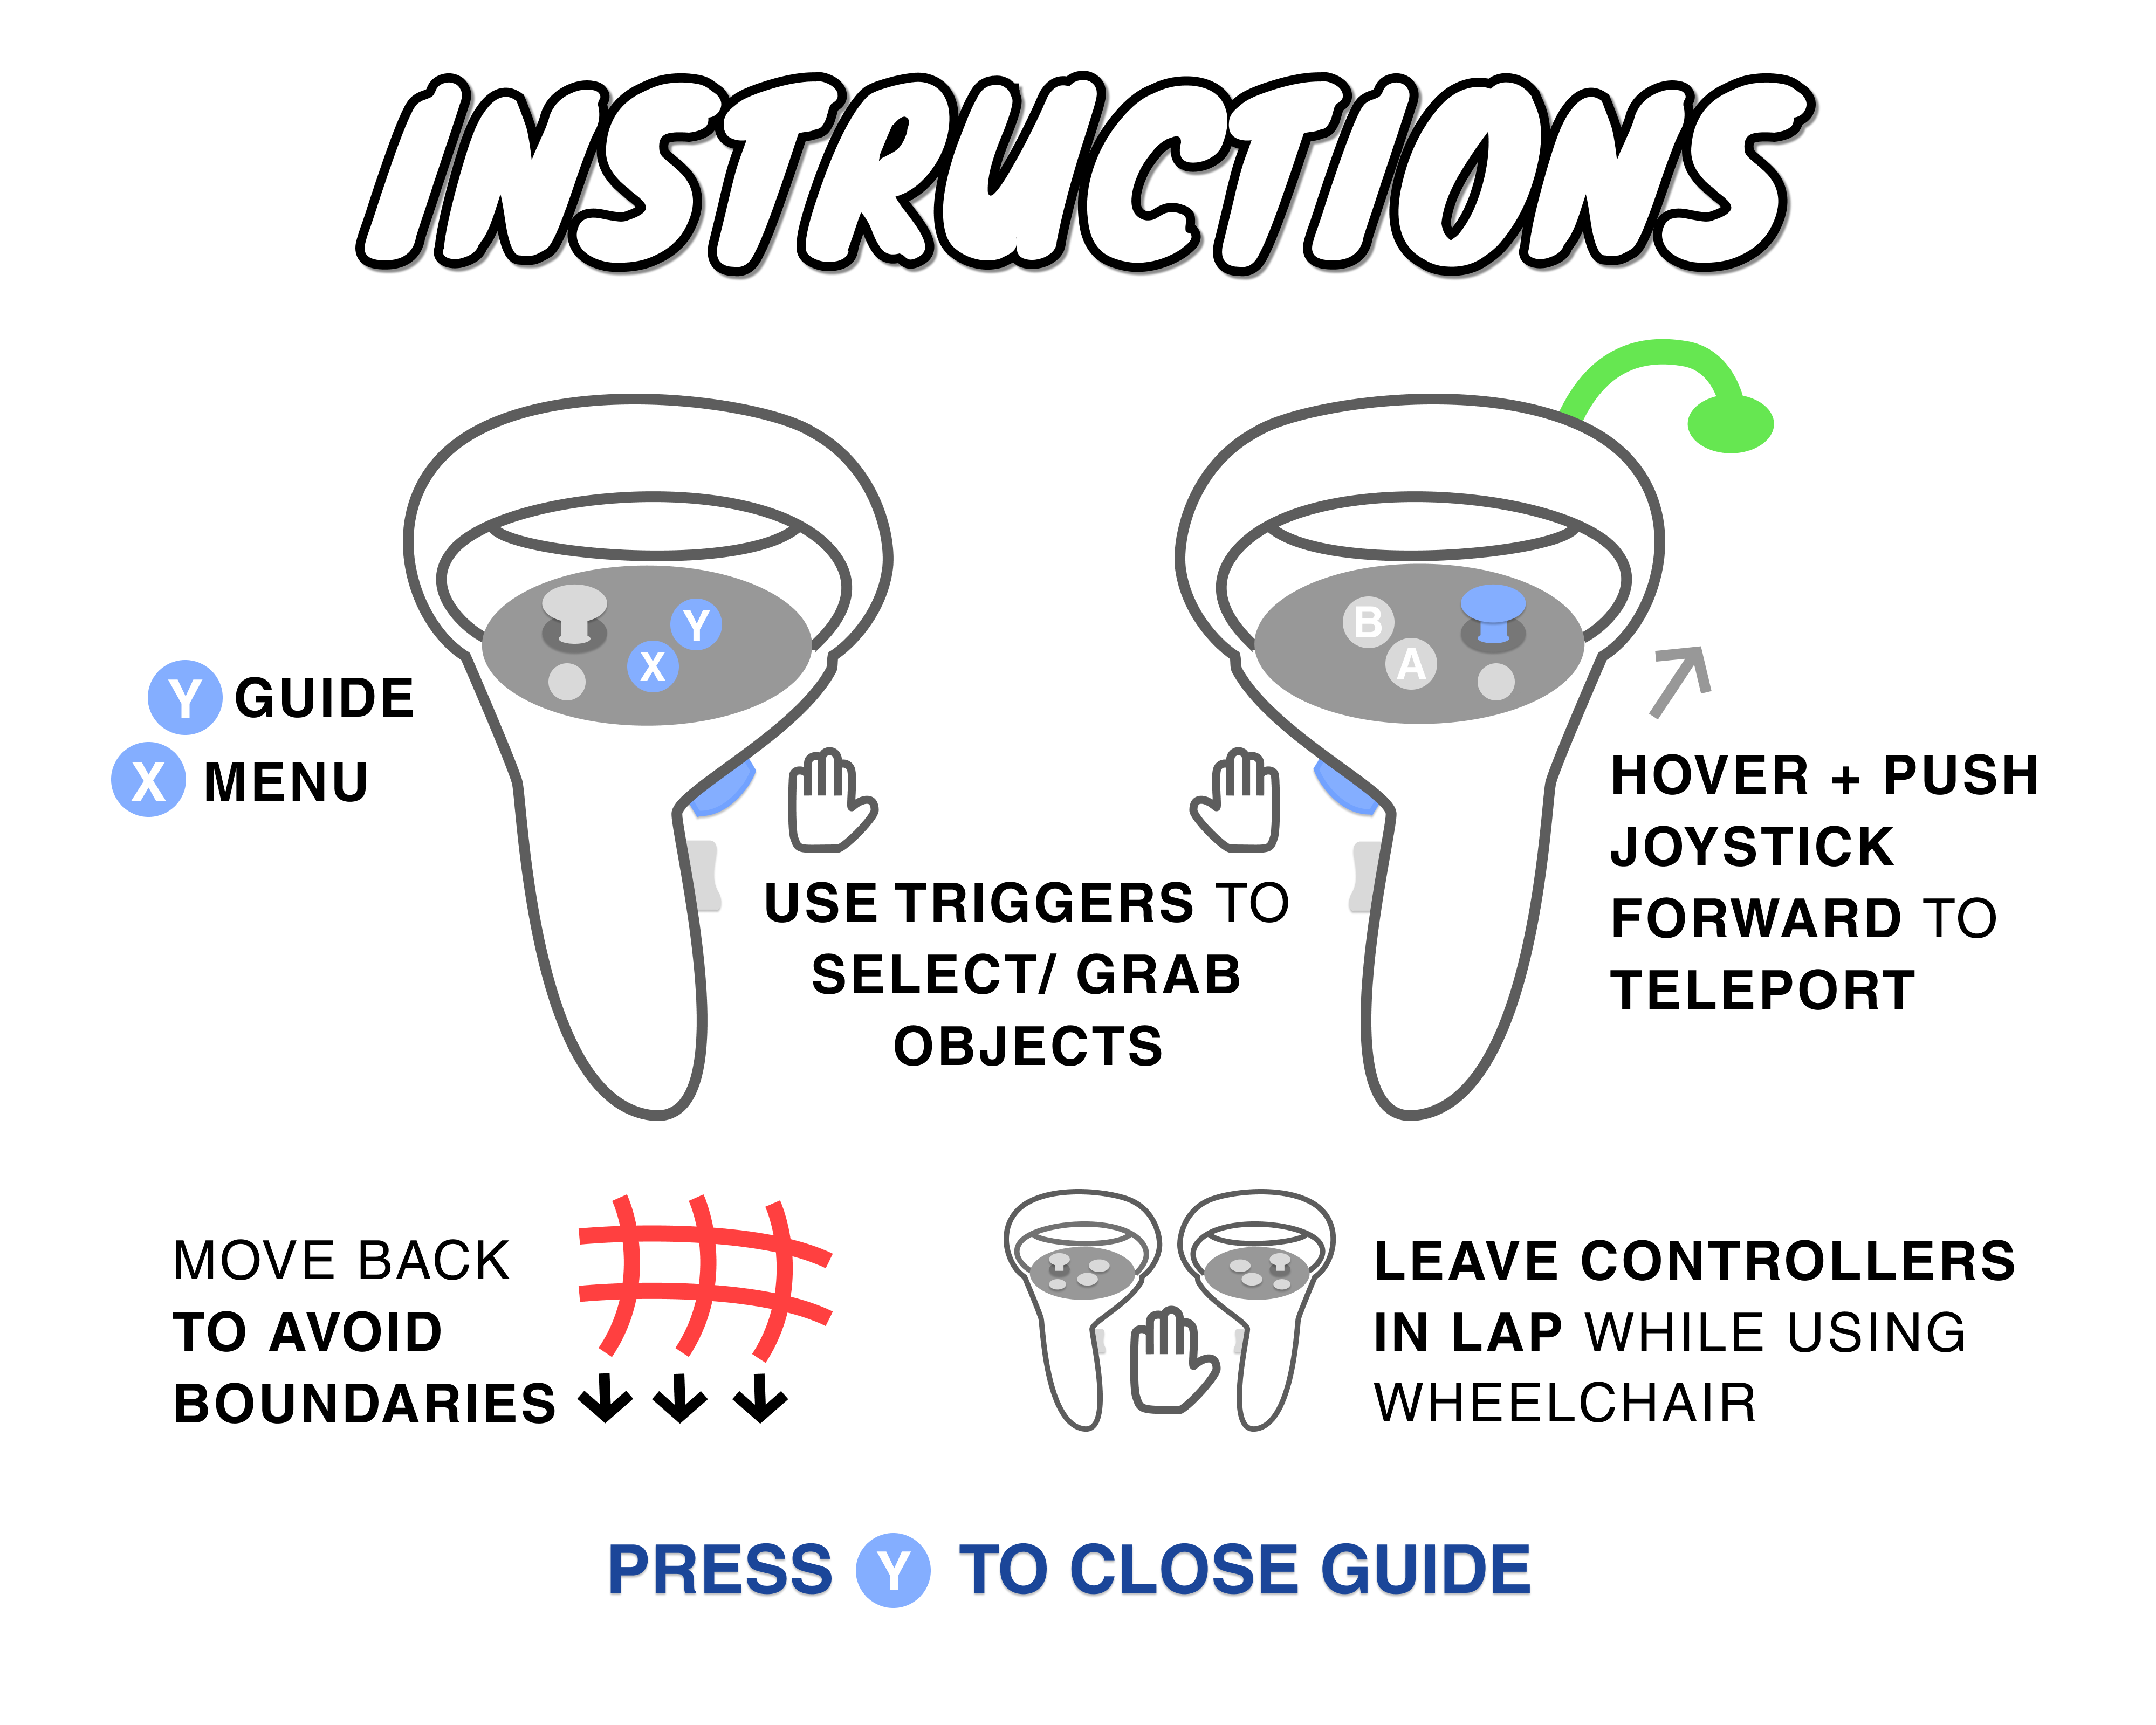 INSTRUCTIONS
Y
X
B
A
Y GUIDE
X MENU
USE TRIGGERS TO
SELECT/ GRAB
OBJECTS
HOVER + PUSH
JOYSTICK
FORWARD TO
TELEPORT
MOVE BACK
TO AVOID
BOUNDARIES
LEAVE CONTROLLERS
IN LAP WHILE USING
WHEELCHAIR
PRESS Y TO CLOSE GUIDE